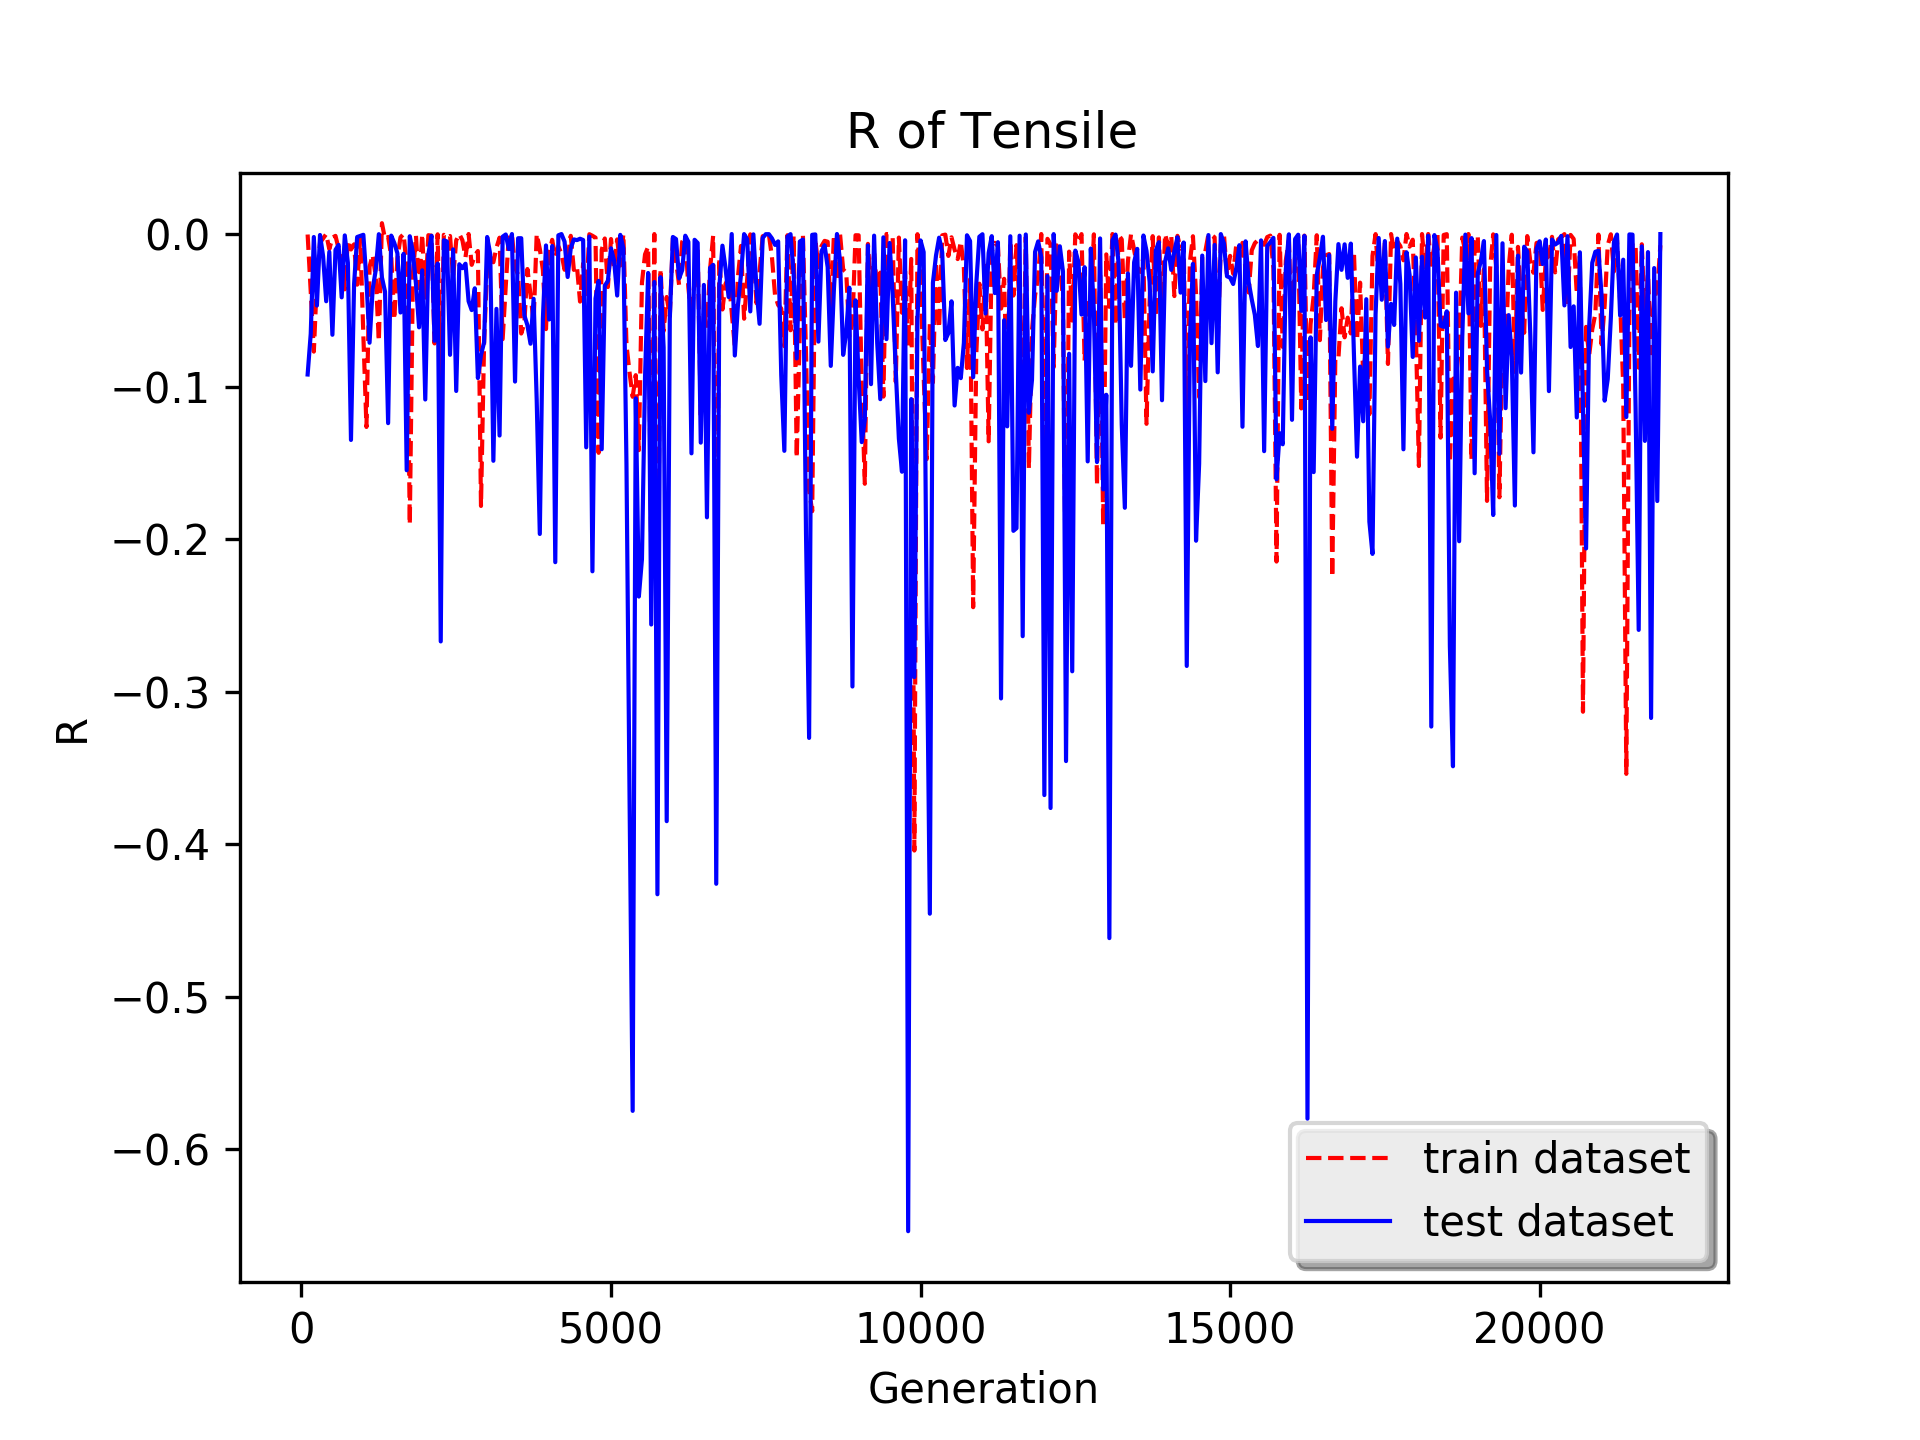 R of Tensile
0.0
−0.1
−0.2
−0.3
−0.4
−0.5
−0.6
R
0 5000 10000 15000 20000
Generation
train dataset
test dataset